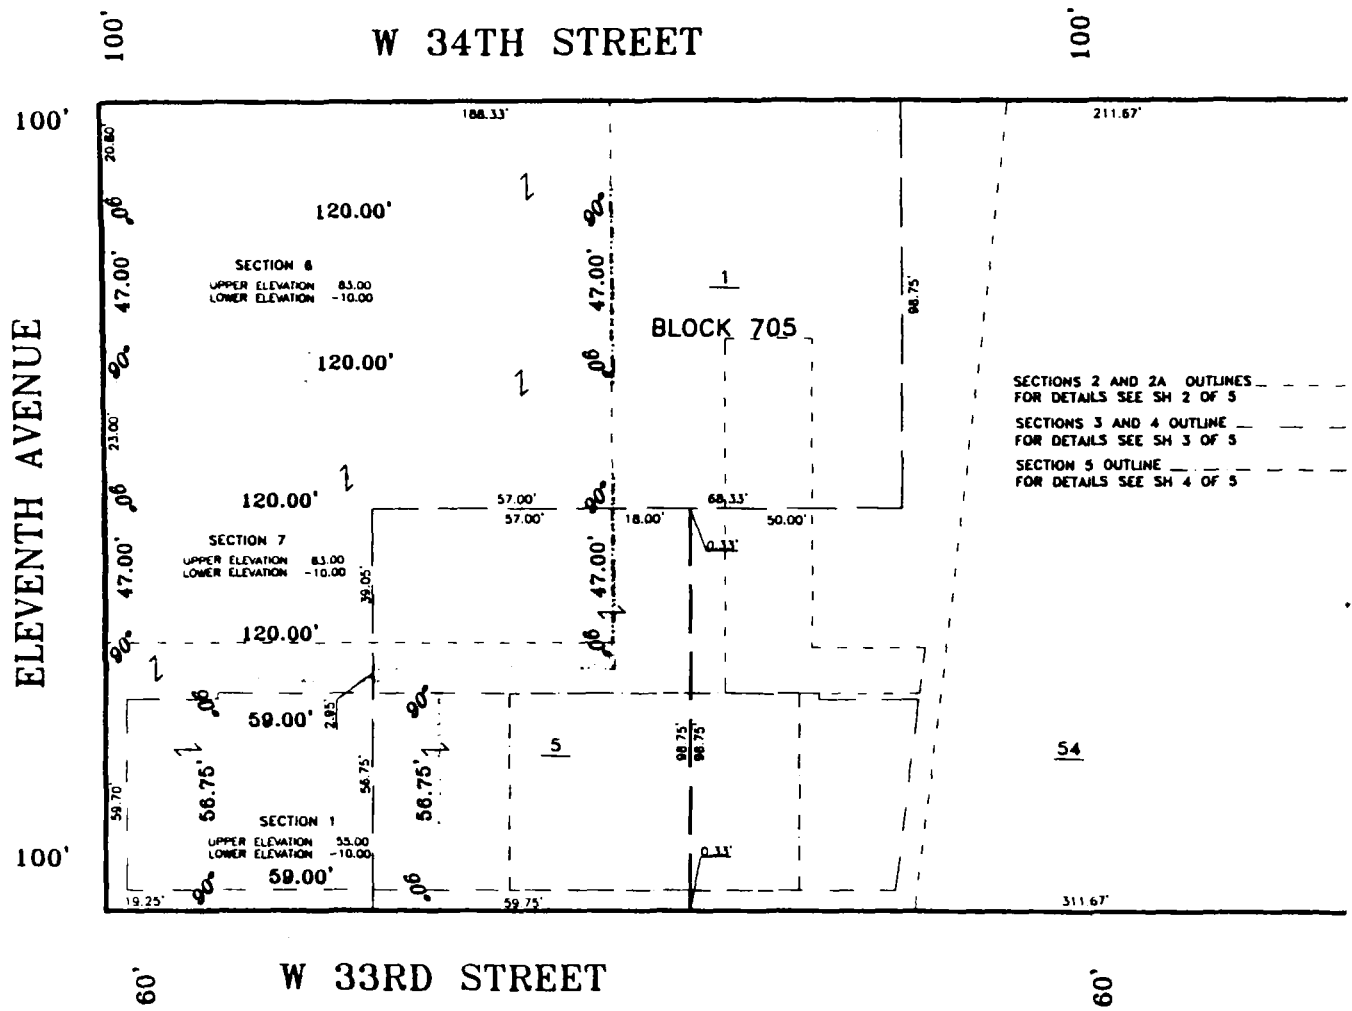 100'
W 34TH STREET
100'
100'
188.33'
211.67'
20.80'
90°
120.00'
90°
SECTION 6
UPPER ELEVATION 83.00
LOWER ELEVATION -10.00
47.00'
47.00'
1
98.75'
BLOCK 705
ELEVENTH AVENUE
90°
120.00'
90°
SECTIONS 2 AND 2A OUTLINES
FOR DETAILS SEE SH 2 OF 5
SECTIONS 3 AND 4 OUTLINE
FOR DETAILS SEE SH 3 OF 5
SECTION 5 OUTLINE
FOR DETAILS SEE SH 4 OF 5
23.00'
90°
120.00'
57.00'
90°
68.33'
57.00'
18.00'
50.00'
0.33'
SECTION 7
UPPER ELEVATION 83.00
LOWER ELEVATION -10.00
47.00'
39.05'
47.00'
90°
120.00'
90°
90°
59.00'
2.95'
90°
5
98.75'
98.75'
54
59.70'
56.75'
56.75'
56.75'
SECTION 1
UPPER ELEVATION 55.00
LOWER ELEVATION -10.00
0.33'
100'
90°
59.00'
90°
19.25'
59.75'
311.67'
60'
W 33RD STREET
60'